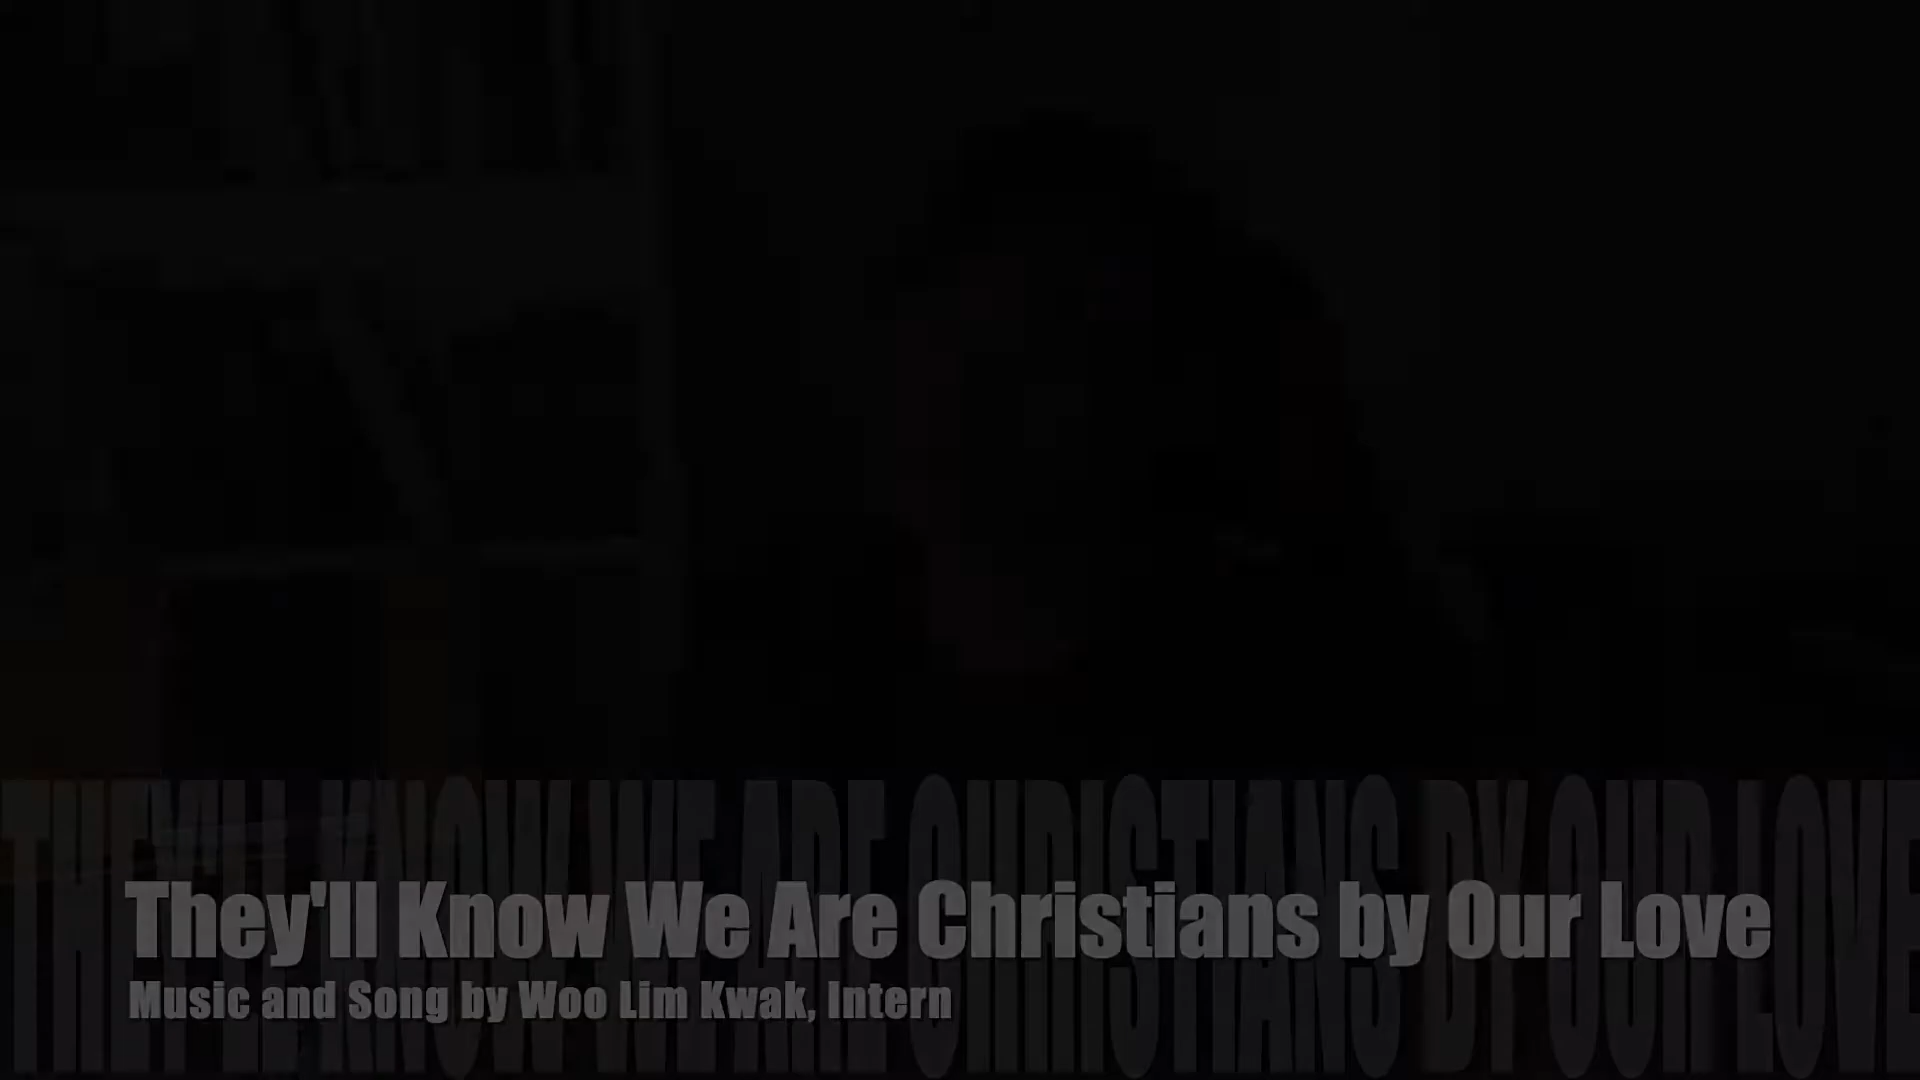 THEY'LL KNOW WE ARE CHRISTIANS BY OUR LOVE
They'll Know We Are Christians by Our Love
Music and Song by Woo Lim Kwak, Intern